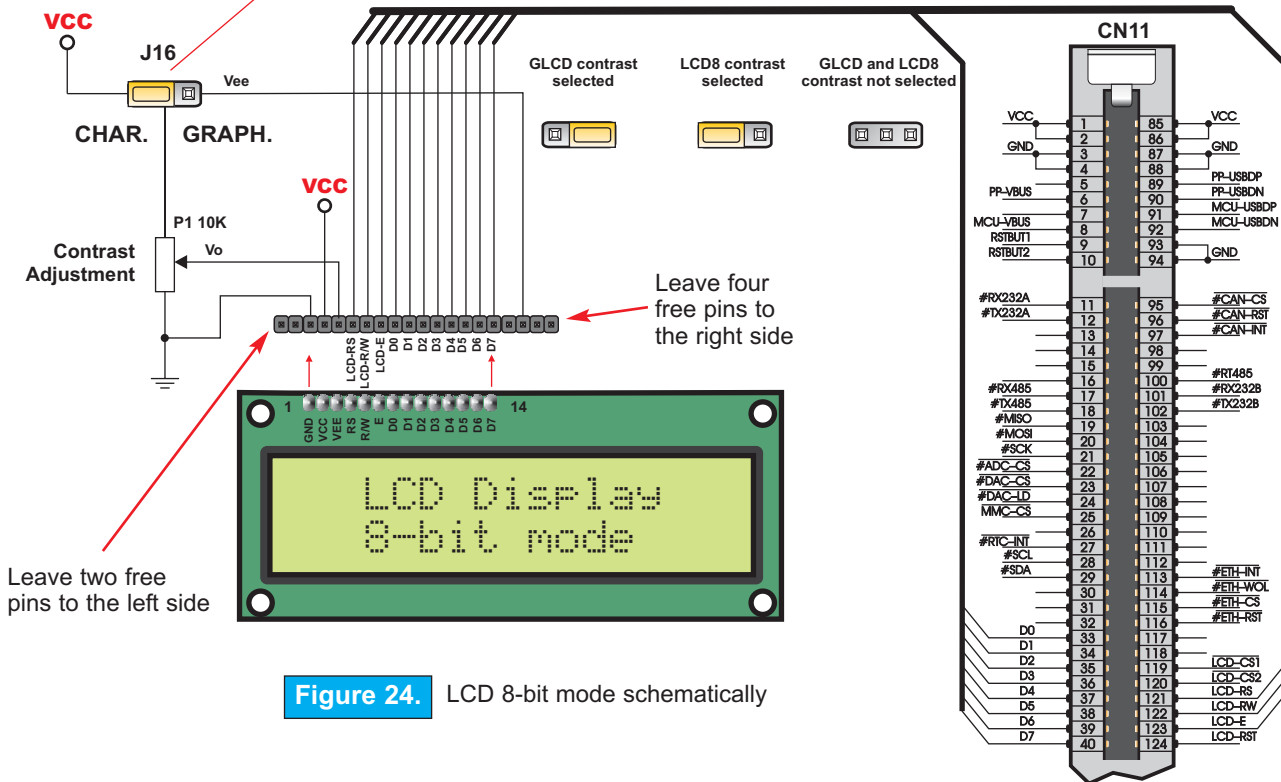 VCC
J16
Vee
CHAR. GRAPH.
GLCD contrast
selected
LCD8 contrast
selected
GLCD and LCD8
contrast not selected
VCC
P1 10K
Vo
Contrast
Adjustment
Leave four
free pins to
the right side
LCD-RS
LCD-R/W
LCD-E
D0
D1
D2
D3
D4
D5
D6
D7
1
14
GND
VCC
VEE
RS
R/W
E
D0
D1
D2
D3
D4
D5
D6
D7
LCD Display
8-bit mode
Leave two free
pins to the left side
Figure 24. LCD 8-bit mode schematically
CN11
VCC 1 85 VCC
2 86
GND 3 87 GND
4 88
5 89 PP-USBDP
PP-VBUS 6 90 PP-USBDN
7 91 MCU-USBDP
MCU-VBUS 8 92 MCU-USBDN
RSTBUT1 9 93
RSTBUT2 10 94 GND
#RX232A 11 95 #CAN-CS
#TX232A 12 96 #CAN-RST
13 97 #CAN-INT
14 98
15 99
16 100 #RT485
#RX485 17 101 #RX232B
#TX485 18 102 #TX232B
#MISO 19 103
#MOSI 20 104
#SCK 21 105
#ADC-CS 22 106
#DAC-CS 23 107
#DAC-LD 24 108
MMC-CS 25 109
26 110
#RTC-INT 27 111
#SCL 28 112
#SDA 29 113 #ETH-INT
30 114 #ETH-WOL
31 115 #ETH-CS
32 116 #ETH-RST
D0 33 117
D1 34 118
D2 35 119 LCD-CS1
D3 36 120 LCD-CS2
D4 37 121 LCD-RS
D5 38 122 LCD-RW
D6 39 123 LCD-E
D7 40 124 LCD-RST